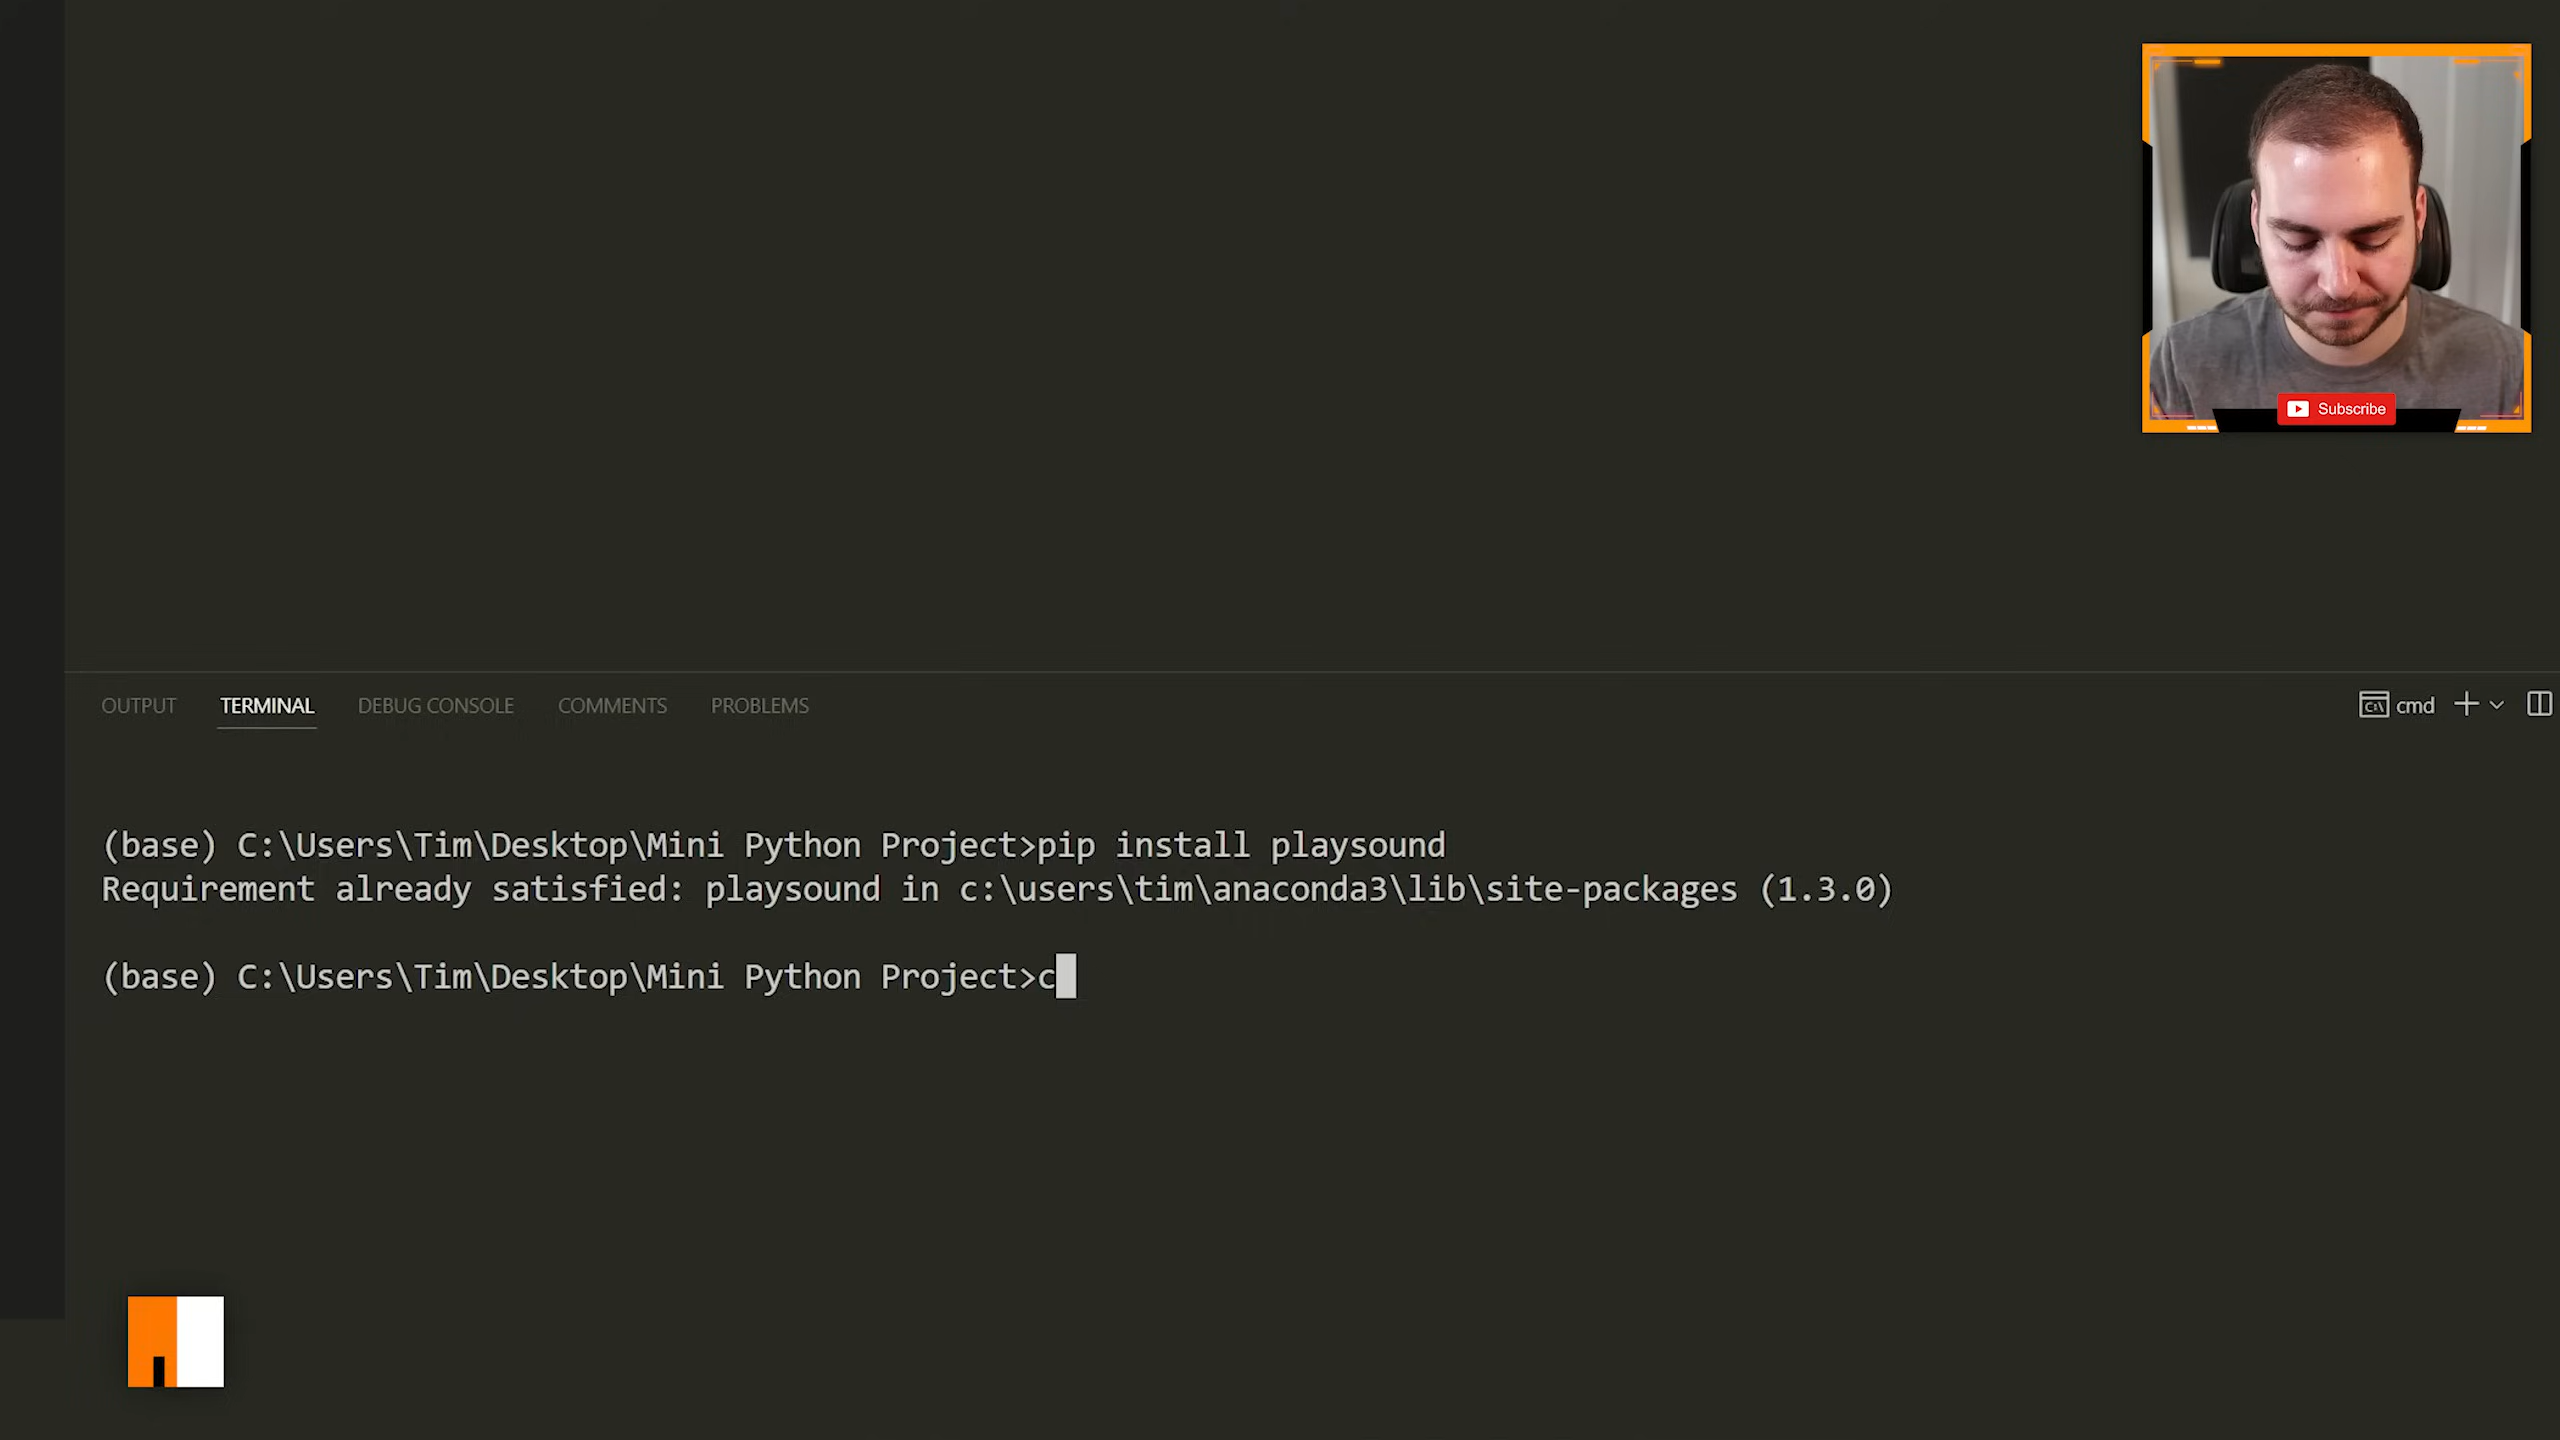 Subscribe
OUTPUT TERMINAL DEBUG CONSOLE COMMENTS PROBLEMS cmd
(base) C:\Users\Tim\Desktop\Mini Python Project>pip install playsound
Requirement already satisfied: playsound in c:\users\tim\anaconda3\lib\site-packages (1.3.0)
(base) C:\Users\Tim\Desktop\Mini Python Project>c